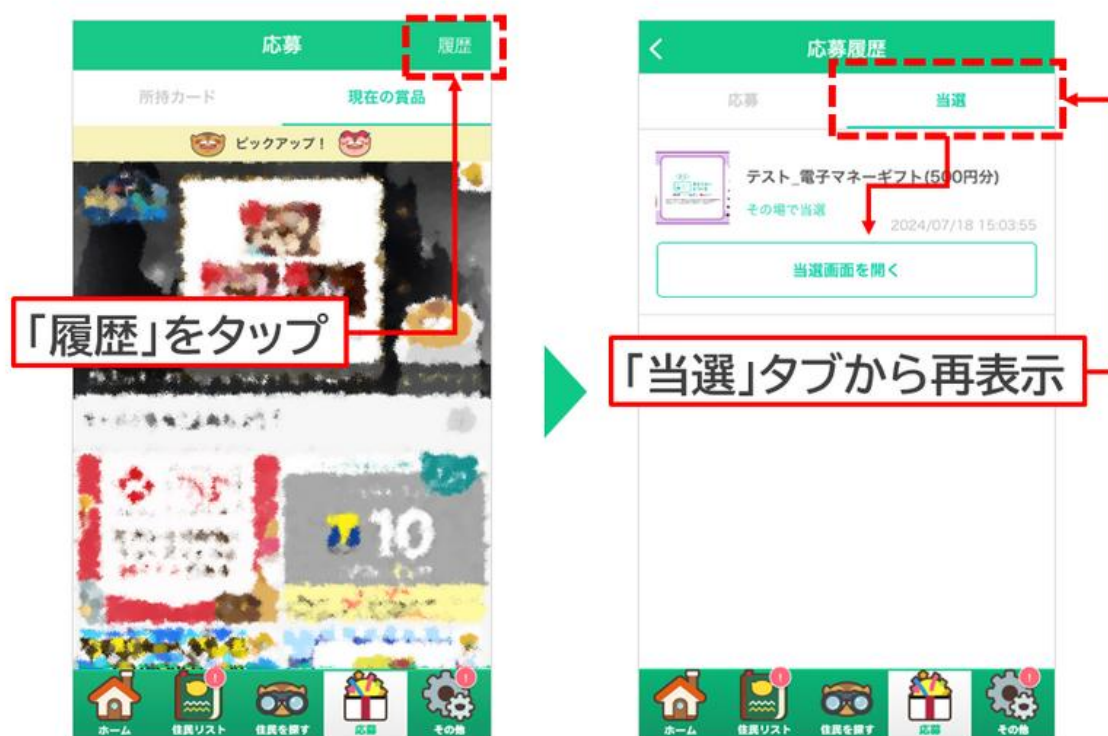 応募
履歴
所持カード
現在の賞品
ピックアップ！
「履歴」をタップ
10
ホーム
住民リスト
住民を探す
応募
その他
応募履歴
応募
当選
テスト_電子マネーギフト(500円分)
その場で当選
2024/07/18 15:03:55
当選画面を開く
「当選」タブから再表示
ホーム
住民リスト
住民を探す
応募
その他